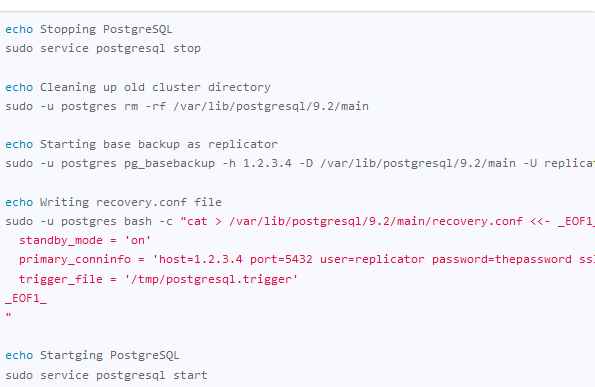 echo Stopping PostgreSQL
sudo service postgresql stop
echo Cleaning up old cluster directory
sudo -u postgres rm -rf /var/lib/postgresql/9.2/main
echo Starting base backup as replicator
sudo -u postgres pg_basebackup -h 1.2.3.4 -D /var/lib/postgresql/9.2/main -U replicat
echo Writing recovery.conf file
sudo -u postgres bash -c "cat > /var/lib/postgresql/9.2/main/recovery.conf <<- _EOF1_
standby_mode = 'on'
primary_conninfo = 'host=1.2.3.4 port=5432 user=replicator password=thepassword ssl
trigger_file = '/tmp/postgresql.trigger'
_EOF1_
"
echo Startging PostgreSQL
sudo service postgresql start